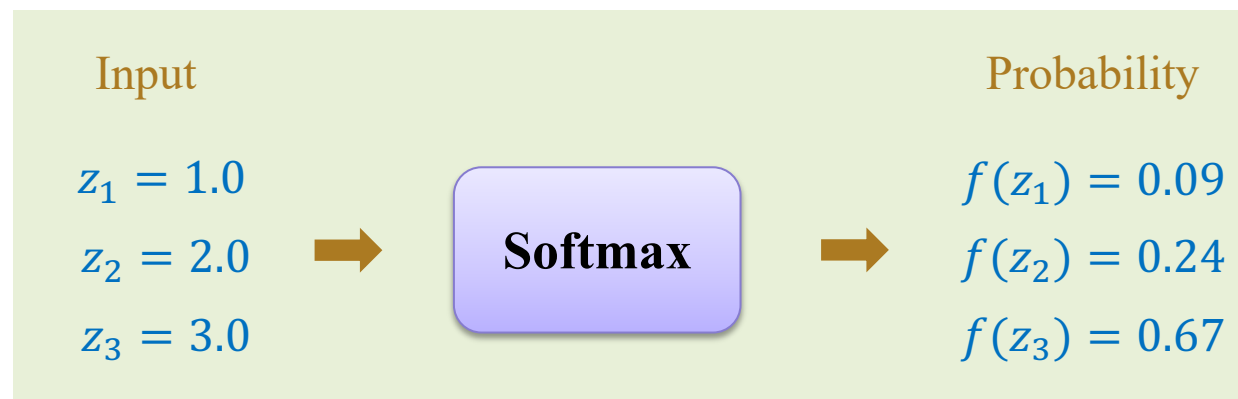 Input
Probability
z₁ = 1.0
z₂ = 2.0
z₃ = 3.0
Softmax
f(z₁) = 0.09
f(z₂) = 0.24
f(z₃) = 0.67